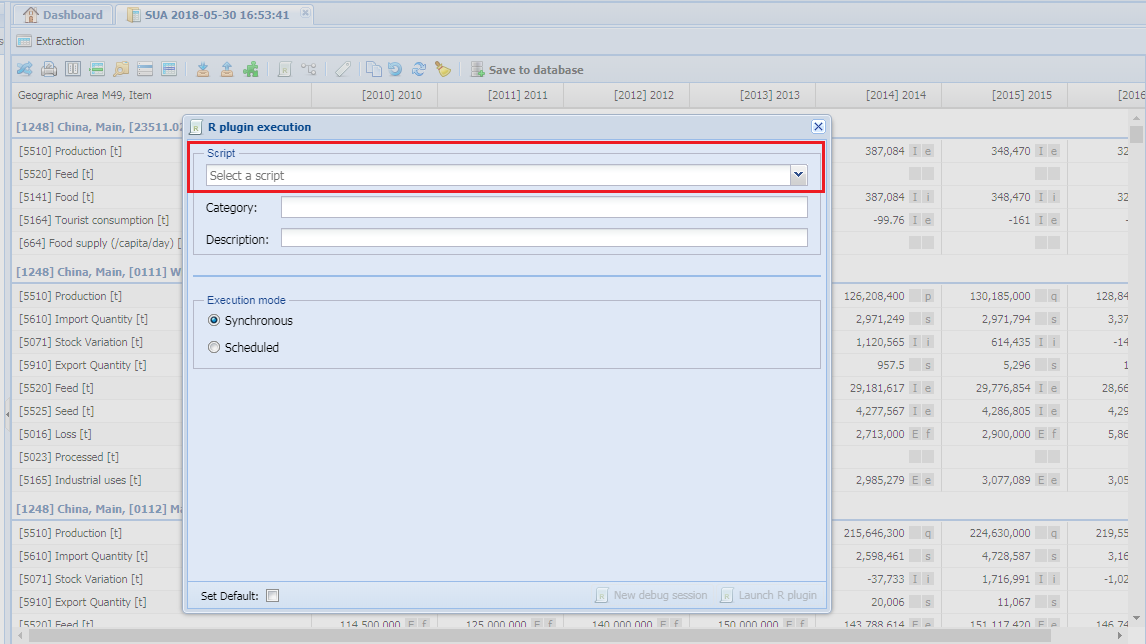 Dashboard SUA 2018-05-30 16:53:41
Extraction
Save to database
Geographic Area M49, Item [2010] 2010 [2011] 2011 [2012] 2012 [2013] 2013 [2014] 2014 [2015] 2015 [2016
[1248] China, Main, [23511.02
R plugin execution
[5510] Production [t] 387,084 I e 348,470 I e 32
Script
[5520] Feed [t]
Select a script
[5141] Food [t] 387,084 I i 348,470 I i 32
Category:
[5164] Tourist consumption [t] -99.76 I e -161 I e -
Description:
[664] Food supply (/capita/day) [
[1248] China, Main, [0111] W
[5510] Production [t] 126,208,400 p 130,185,000 q 128,84
Execution mode
[5610] Import Quantity [t] 2,971,249 s 2,971,794 s 3,37
Synchronous
[5071] Stock Variation [t] 1,120,565 I i 614,435 I i -14
Scheduled
[5910] Export Quantity [t] 957.5 s 5,296 s 1
[5520] Feed [t] 29,181,617 I e 29,776,854 I e 28,66
[5525] Seed [t] 4,277,567 I e 4,286,805 I e 4,29
[5016] Loss [t] 2,713,000 E f 2,900,000 E f 5,86
[5023] Processed [t]
[5165] Industrial uses [t] 2,985,279 E e 3,077,089 E e 3,05
[1248] China, Main, [0112] Ma
[5510] Production [t] 215,646,300 q 224,630,000 q 219,55
[5610] Import Quantity [t] 2,598,461 s 4,728,587 s 3,16
[5071] Stock Variation [t] -37,733 I i 1,716,991 I i -1,02
Set Default: New debug session Launch R plugin
[5910] Export Quantity [t] 20,006 s 11,067 s
[5520] Feed [t] 114,500,000 E f 125,000,000 E f 140,000,000 E f 150,000,000 E f 143,788,614 E e 151,117,420 E e 146,74